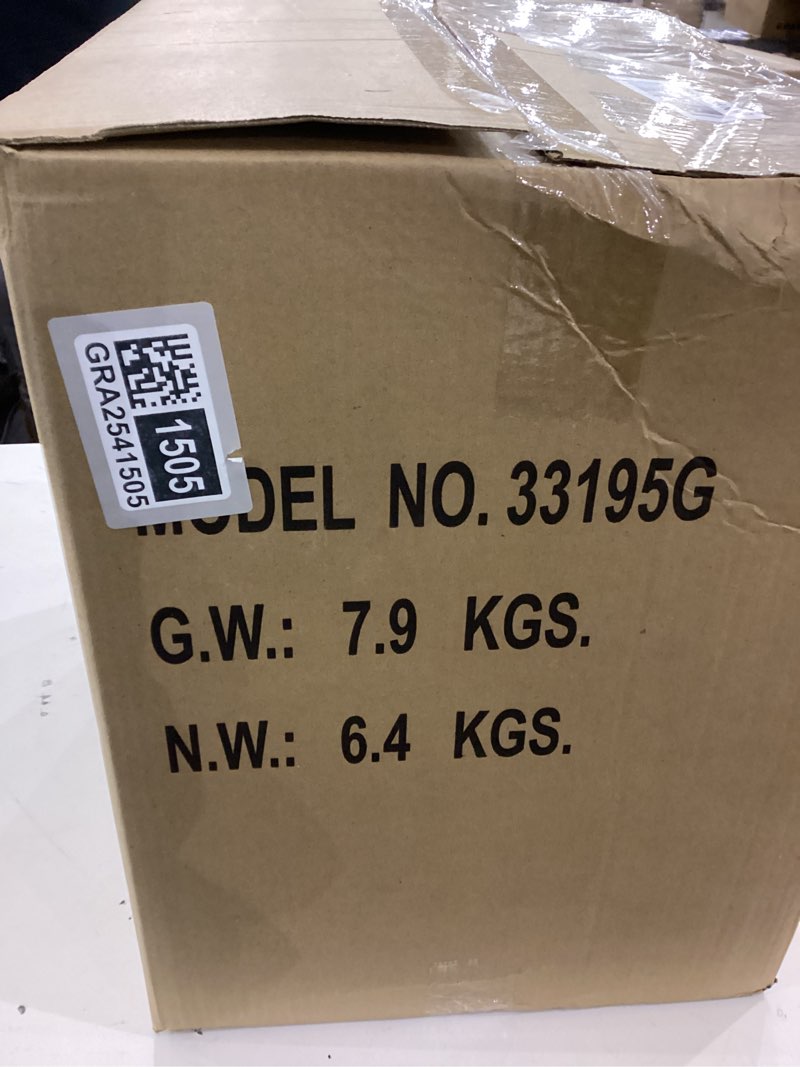 GRA2541505
1505
MODEL NO. 33195G
G.W.: 7.9 KGS.
N.W.: 6.4 KGS.